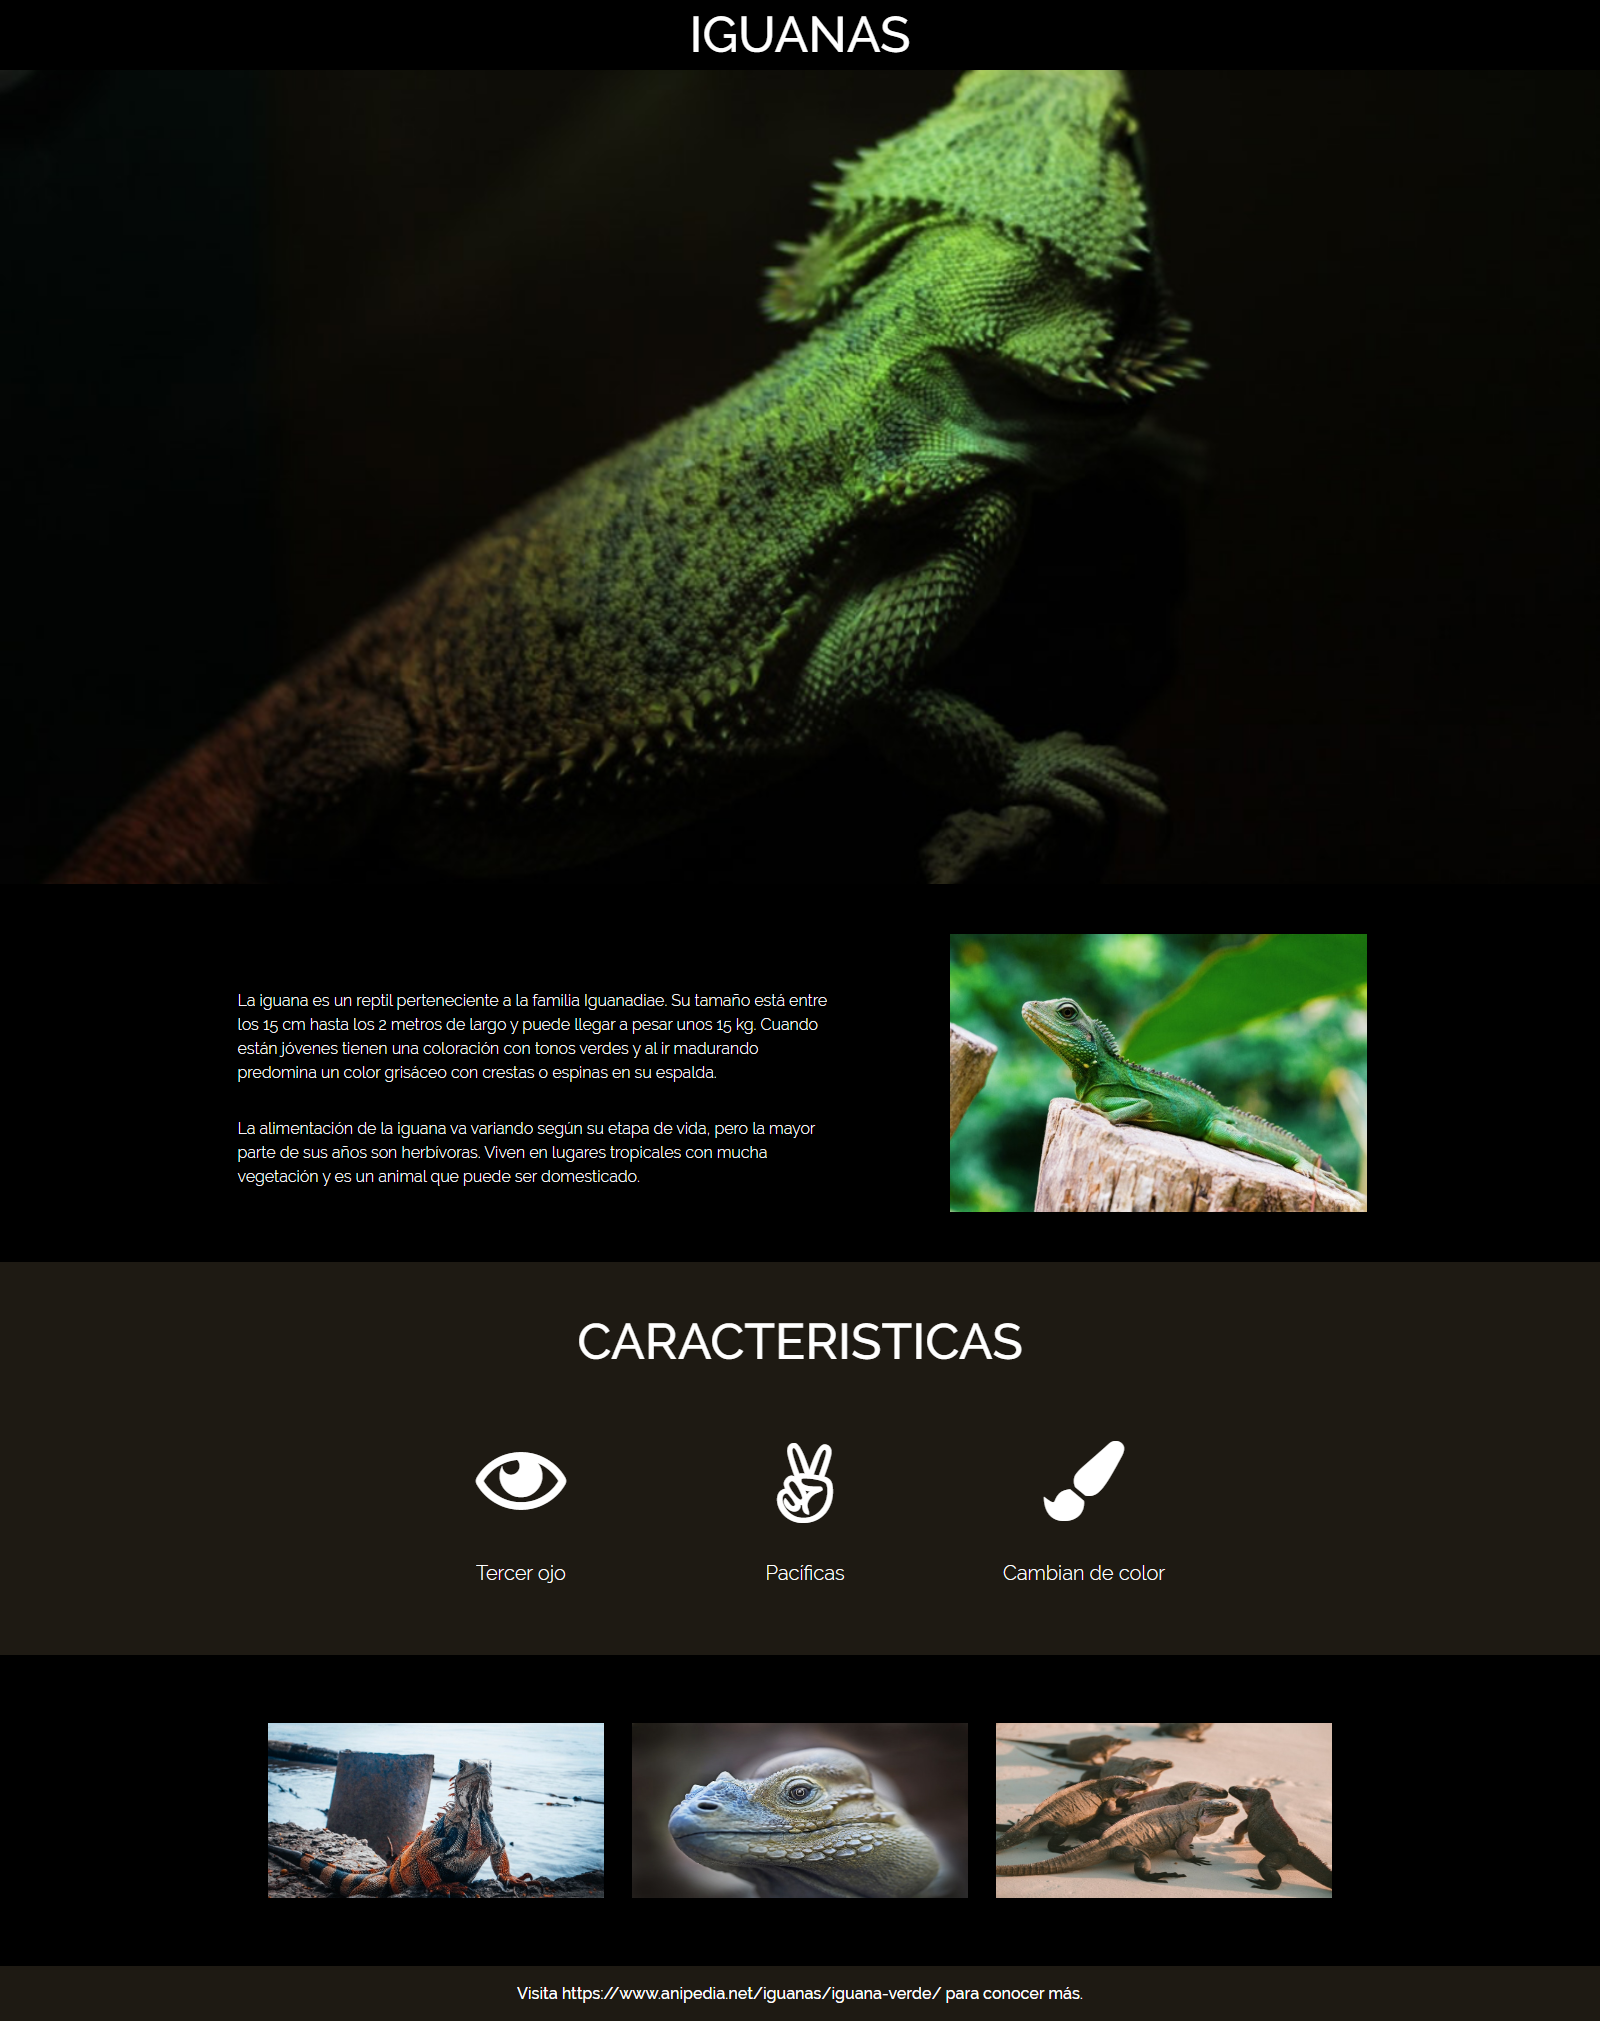 IGUANAS
La iguana es un reptil perteneciente a la familia Iguanadiae. Su tamaño está entre
los 15 cm hasta los 2 metros de largo y puede llegar a pesar unos 15 kg. Cuando
están jóvenes tienen una coloración con tonos verdes y al ir madurando
predomina un color grisáceo con crestas o espinas en su espalda.
La alimentación de la iguana va variando según su etapa de vida, pero la mayor
parte de sus años son herbívoras. Viven en lugares tropicales con mucha
vegetación y es un animal que puede ser domesticado.
CARACTERISTICAS
Tercer ojo
Pacíficas
Cambian de color
Visita https://www.anipedia.net/iguanas/iguana-verde/ para conocer más.